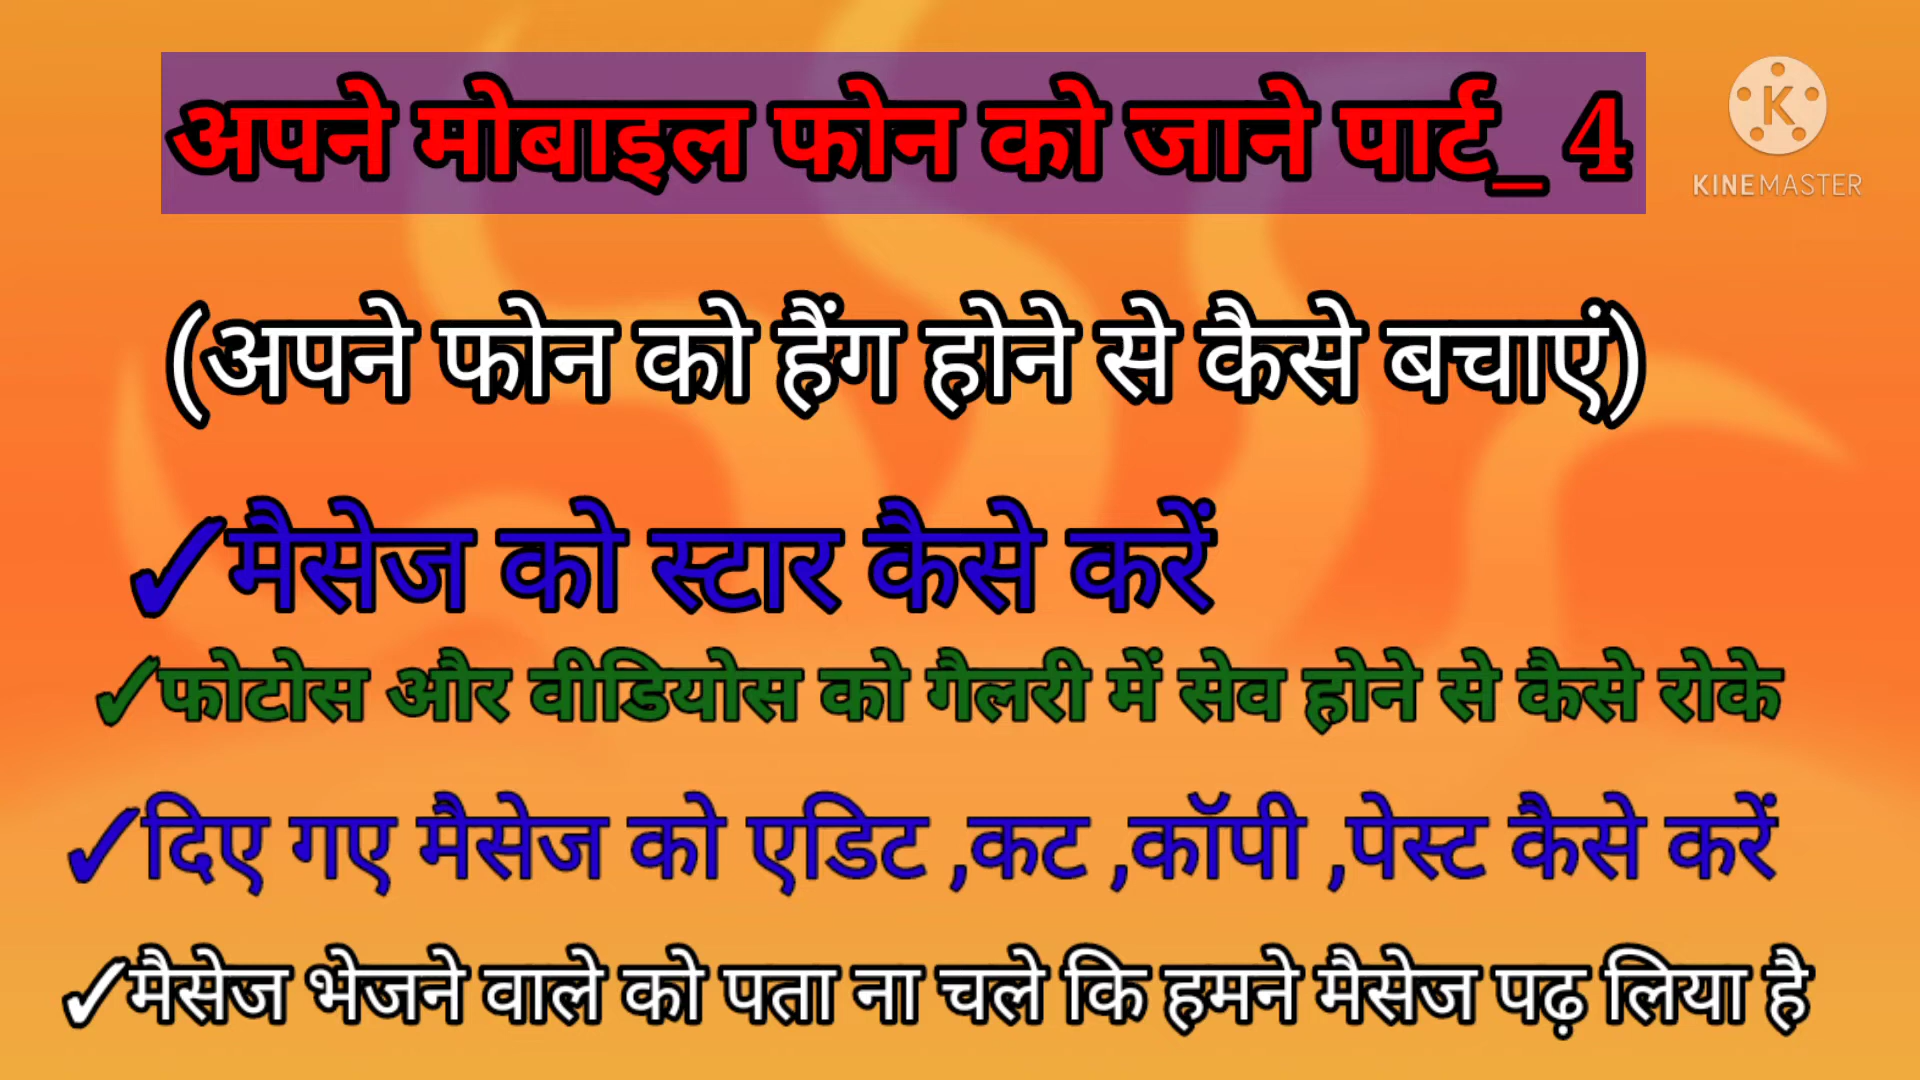 अपने मोबाइल फोन को जाने पार्ट_ 4
K
KINEMASTER
(अपने फोन को हैंग होने से कैसे बचाएं)
✓मैसेज को स्टार कैसे करें
✓फोटोस और वीडियोस को गैलरी में सेव होने से कैसे रोके
✓दिए गए मैसेज को एडिट ,कट ,कॉपी ,पेस्ट कैसे करें
✓मैसेज भेजने वाले को पता ना चले कि हमने मैसेज पढ़ लिया है